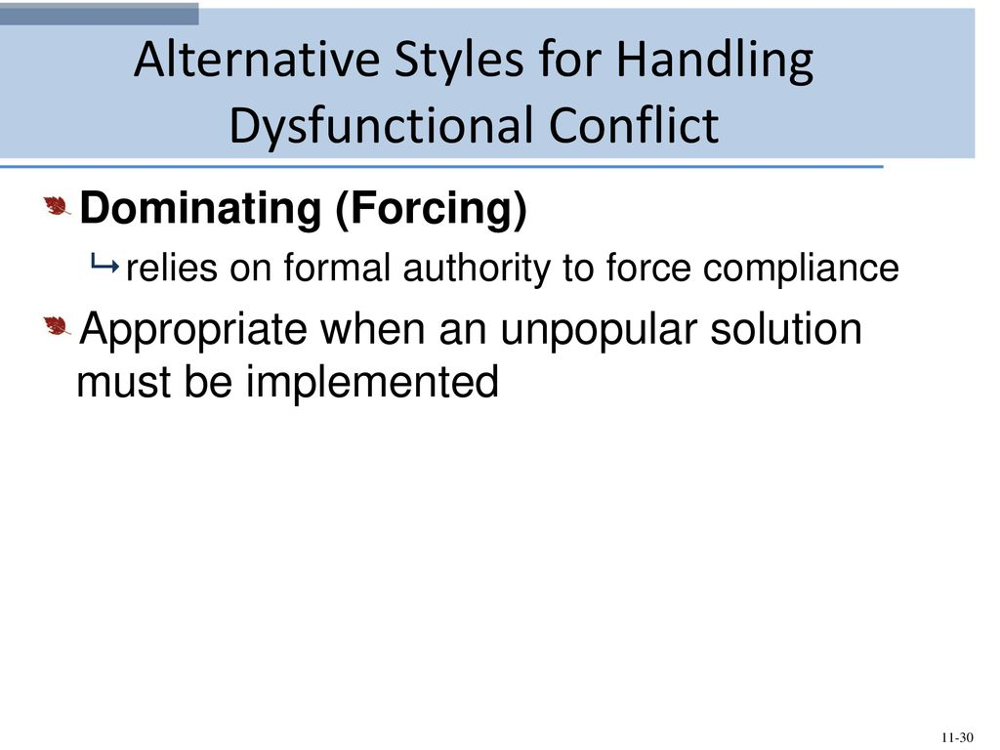 Alternative Styles for Handling
Dysfunctional Conflict
Dominating (Forcing)
relies on formal authority to force compliance
Appropriate when an unpopular solution
must be implemented
11-30